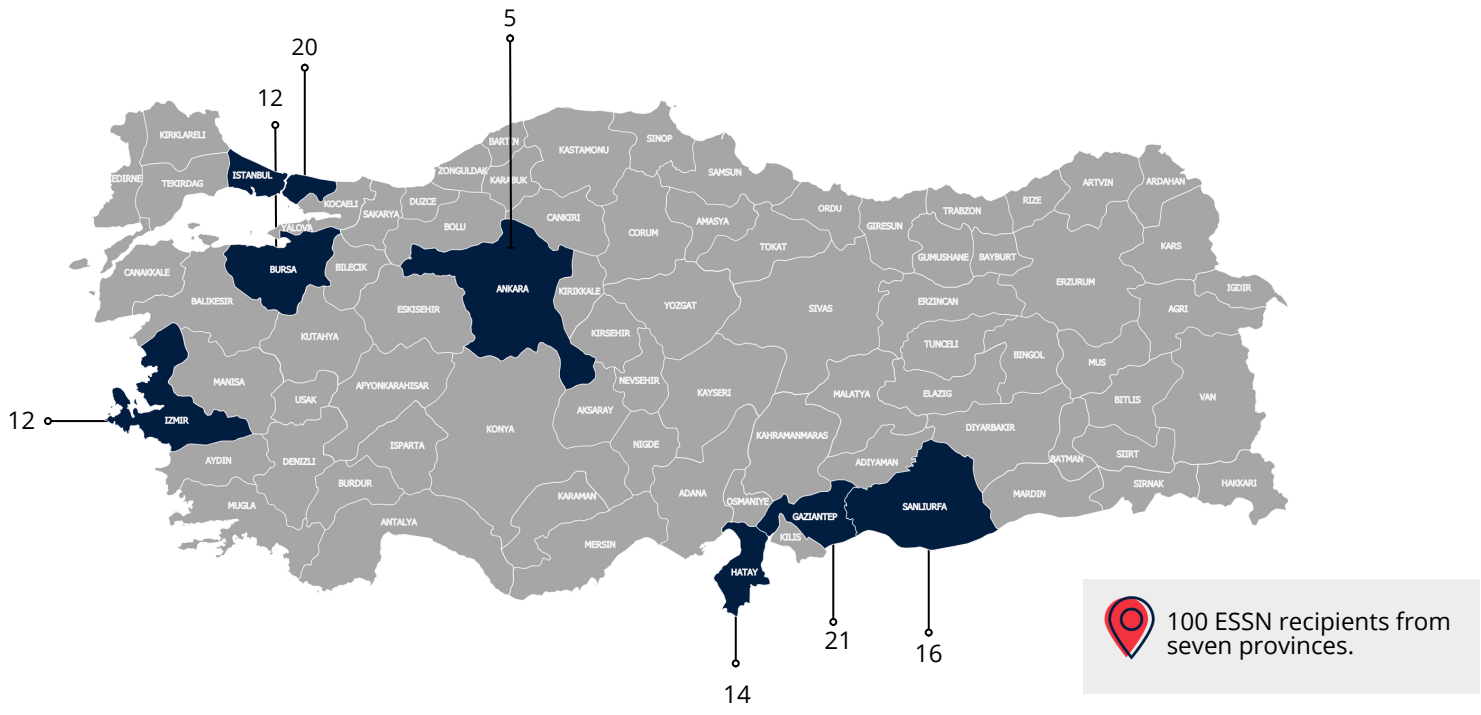 5
20
12
KIRKLARELI
EDIRNE
TEKIRDAG
ISTANBUL
KOCAELI
YALOVA
SAKARYA
DUZCE
BOLU
ZONGULDAK
BARTIN
KARABUK
KASTAMONU
CANKIRI
SINOP
SAMSUN
CORUM
AMASYA
TOKAT
ORDU
GIRESUN
TRABZON
GUMUSHANE
BAYBURT
RIZE
ARTVIN
ARDAHAN
KARS
IGDIR
AGRI
ERZURUM
ERZINCAN
SIVAS
YOZGAT
KIRIKKALE
KIRSEHIR
ANKARA
ESKISEHIR
BILECIK
BURSA
CANAKKALE
BALIKESIR
KUTAHYA
MANISA
USAK
AFYONKARAHISAR
12
IZMIR
AYDIN
DENIZLI
MUGLA
BURDUR
ISPARTA
ANTALYA
KONYA
AKSARAY
NEVSEHIR
NIGDE
KAYSERI
KARAMAN
MERSIN
ADANA
OSMANIYE
KAHRAMANMARAS
MALATYA
TUNCELI
ELAZIG
BINGOL
MUS
BITLIS
VAN
DIYARBAKIR
BATMAN
SIIRT
SIRNAK
HAKKARI
MARDIN
ADIYAMAN
SANLIURFA
GAZIANTEP
KILIS
HATAY
21
16
14
100 ESSN recipients from
seven provinces.